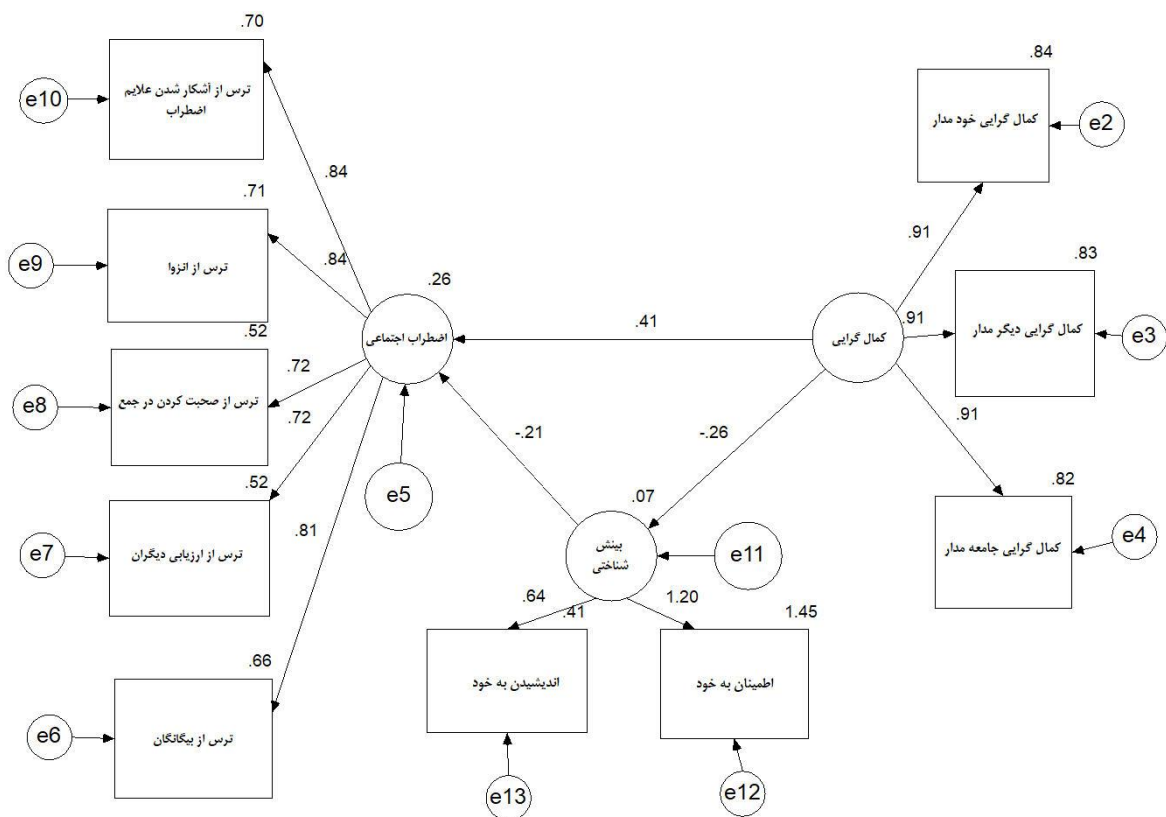 .70
.84
ترس از آشکار شدن علایم
اضطراب
e10
کمال گرایی خود مدار
e2
.84
.71
.91
ترس از انزوا
e9
.84
.26
.83
.91
کمال گرایی دیگر مدار
e3
اضطراب اجتماعی
.41
کمال گرایی
.52
.72
ترس از صحبت کردن در جمع
e8
.72
.91
-.21
-.26
.52
e5
.07
.82
.81
ترس از ارزیابی دیگران
e7
بینش
شناختی
e11
کمال گرایی جامعه مدار
e4
.64
.41
1.20
1.45
.66
ترس از بیگانگان
e6
اندیشیدن به خود
اطمینان به خود
e13
e12